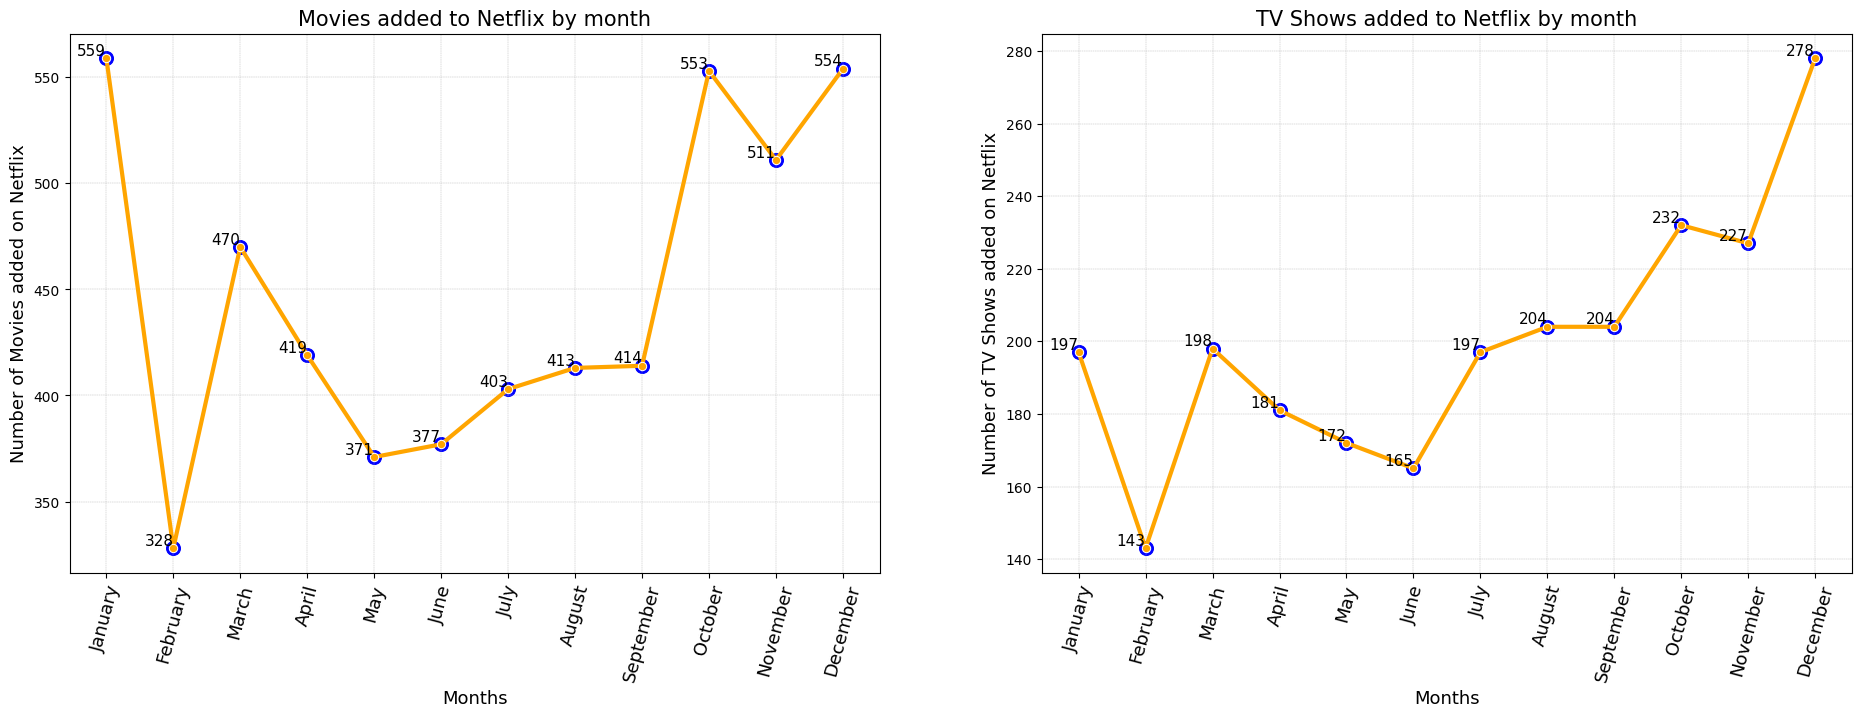 Movies added to Netflix by month
Number of Movies added on Netflix
550
500
450
400
350
559
328
470
419
371
377
403
413
414
553
511
554
January
February
March
April
May
June
July
August
September
October
November
December
Months
TV Shows added to Netflix by month
Number of TV Shows added on Netflix
280
260
240
220
200
180
160
140
197
143
198
181
172
165
197
204
204
232
227
278
January
February
March
April
May
June
July
August
September
October
November
December
Months